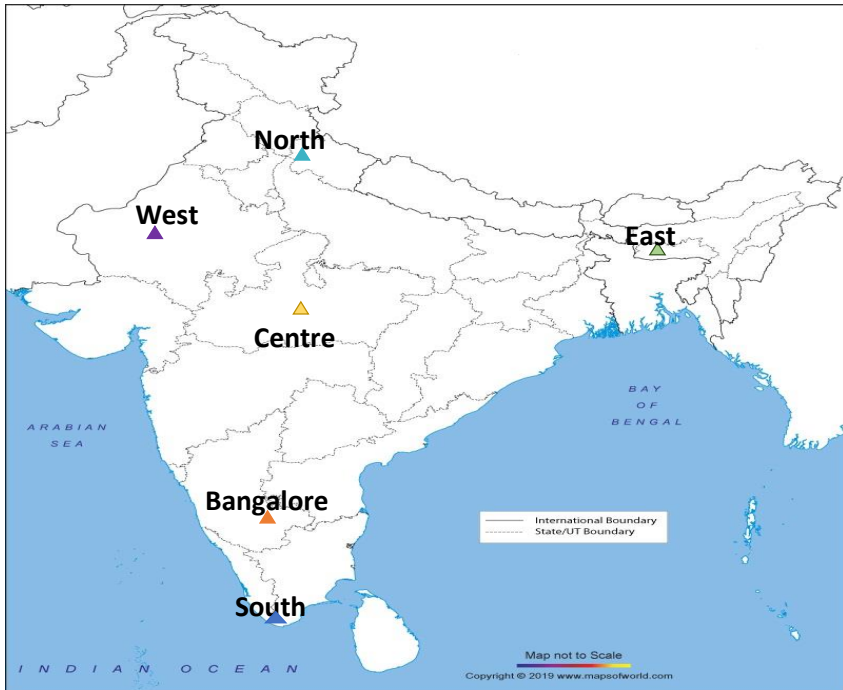 North
West
East
Centre
BAY
OF
BENGAL
ARABIAN
SEA
Bangalore
International Boundary
State/UT Boundary
South
Map not to Scale
INDIAN OCEAN
Copyright © 2019 www.mapsofworld.com